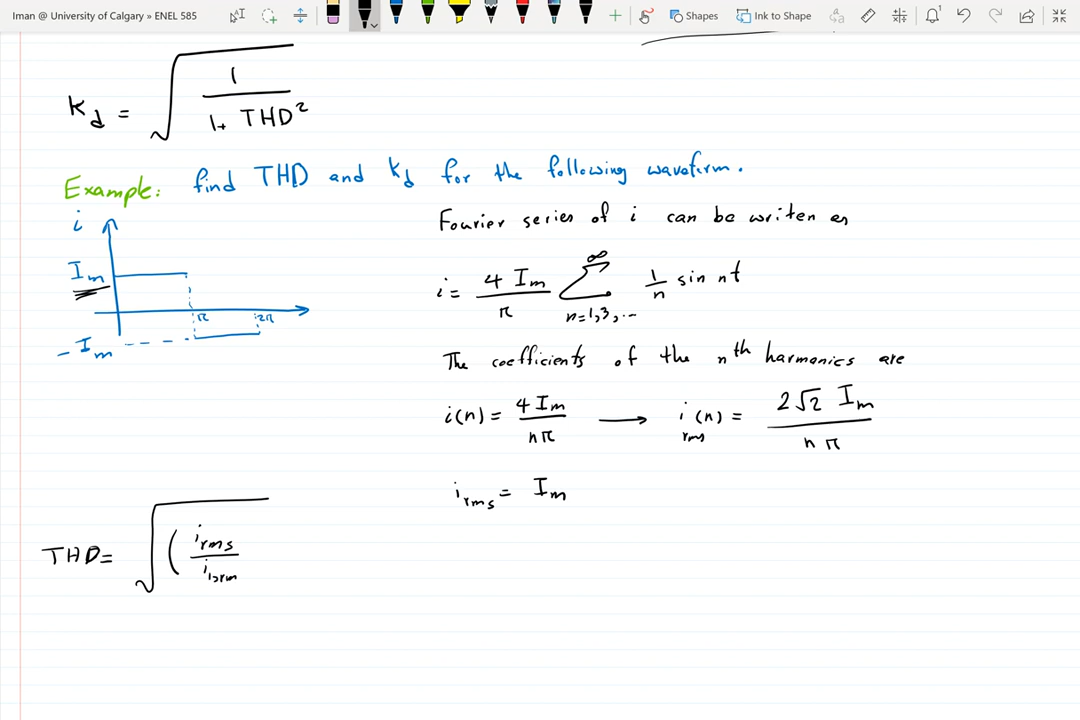 Iman @ University of Calgary » ENEL 585
Shapes
Ink to Shape
K_d = √(1 / (1 + THD²))
Example: find THD and K_d for the following waveform.
i
I_m
π
2π
- I_m
Fourier series of i can be writen as
i = (4 I_m / π) ∑_{n=1,3,...}^{∞} (1/n) sin nt
The coefficients of the nth harmonics are
i(n) = 4 I_m / nπ → i_rms(n) = 2√2 I_m / nπ
i_rms = I_m
THD = √( ( i_rms / i_1,rm